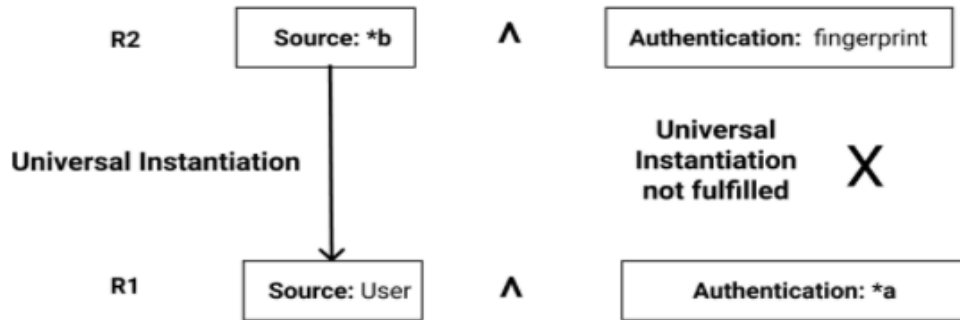 R2 Source: *b ∧ Authentication: fingerprint
Universal Instantiation
Universal
Instantiation
not fulfilled
X
R1 Source: User ∧ Authentication: *a